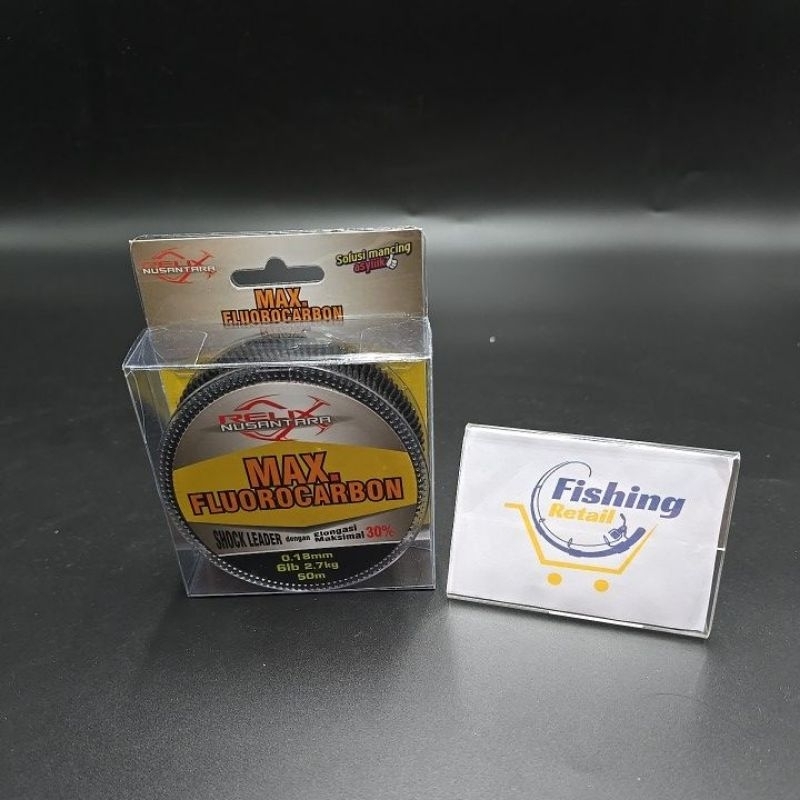 RELIX
NUSANTARA
Solusi mancing
asyiiik
MAX.
FLUOROCARBON
RELIX
NUSANTARA
MAX.
FLUOROCARBON
SHOCK LEADER dengan Elongasi Maksimal 30%
0.18mm
6lb 2.7kg
50m
Fishing
Retail